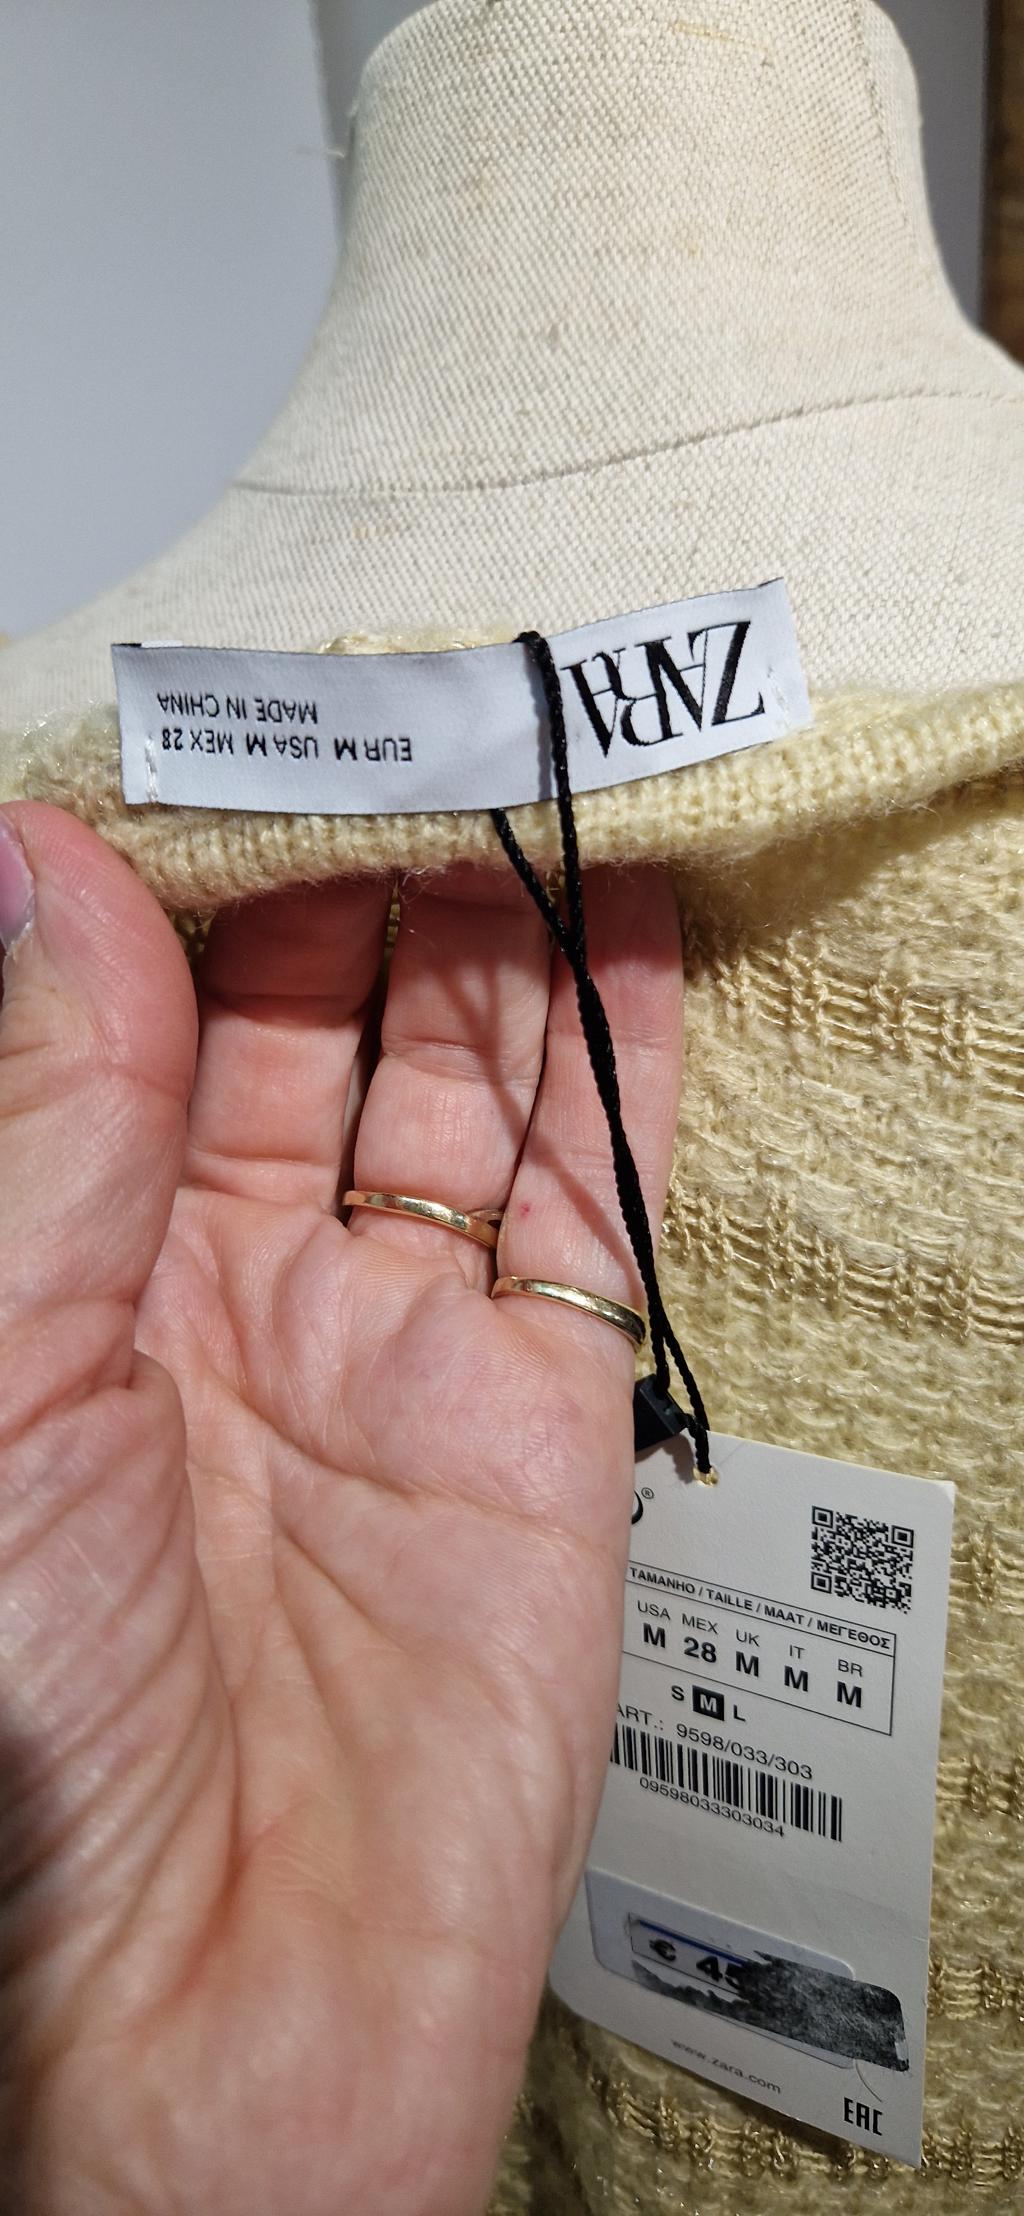 ZARA
EUR M USA M MEX 28
MADE IN CHINA
®
TAMANHO / TAILLE / MAAT / ΜΕΓΕΘΟΣ
USA MEX UK IT BR
M 28 M M M
S M L
ART.: 9598/033/303
09598033303034
€ 45
www.zara.com
EAC